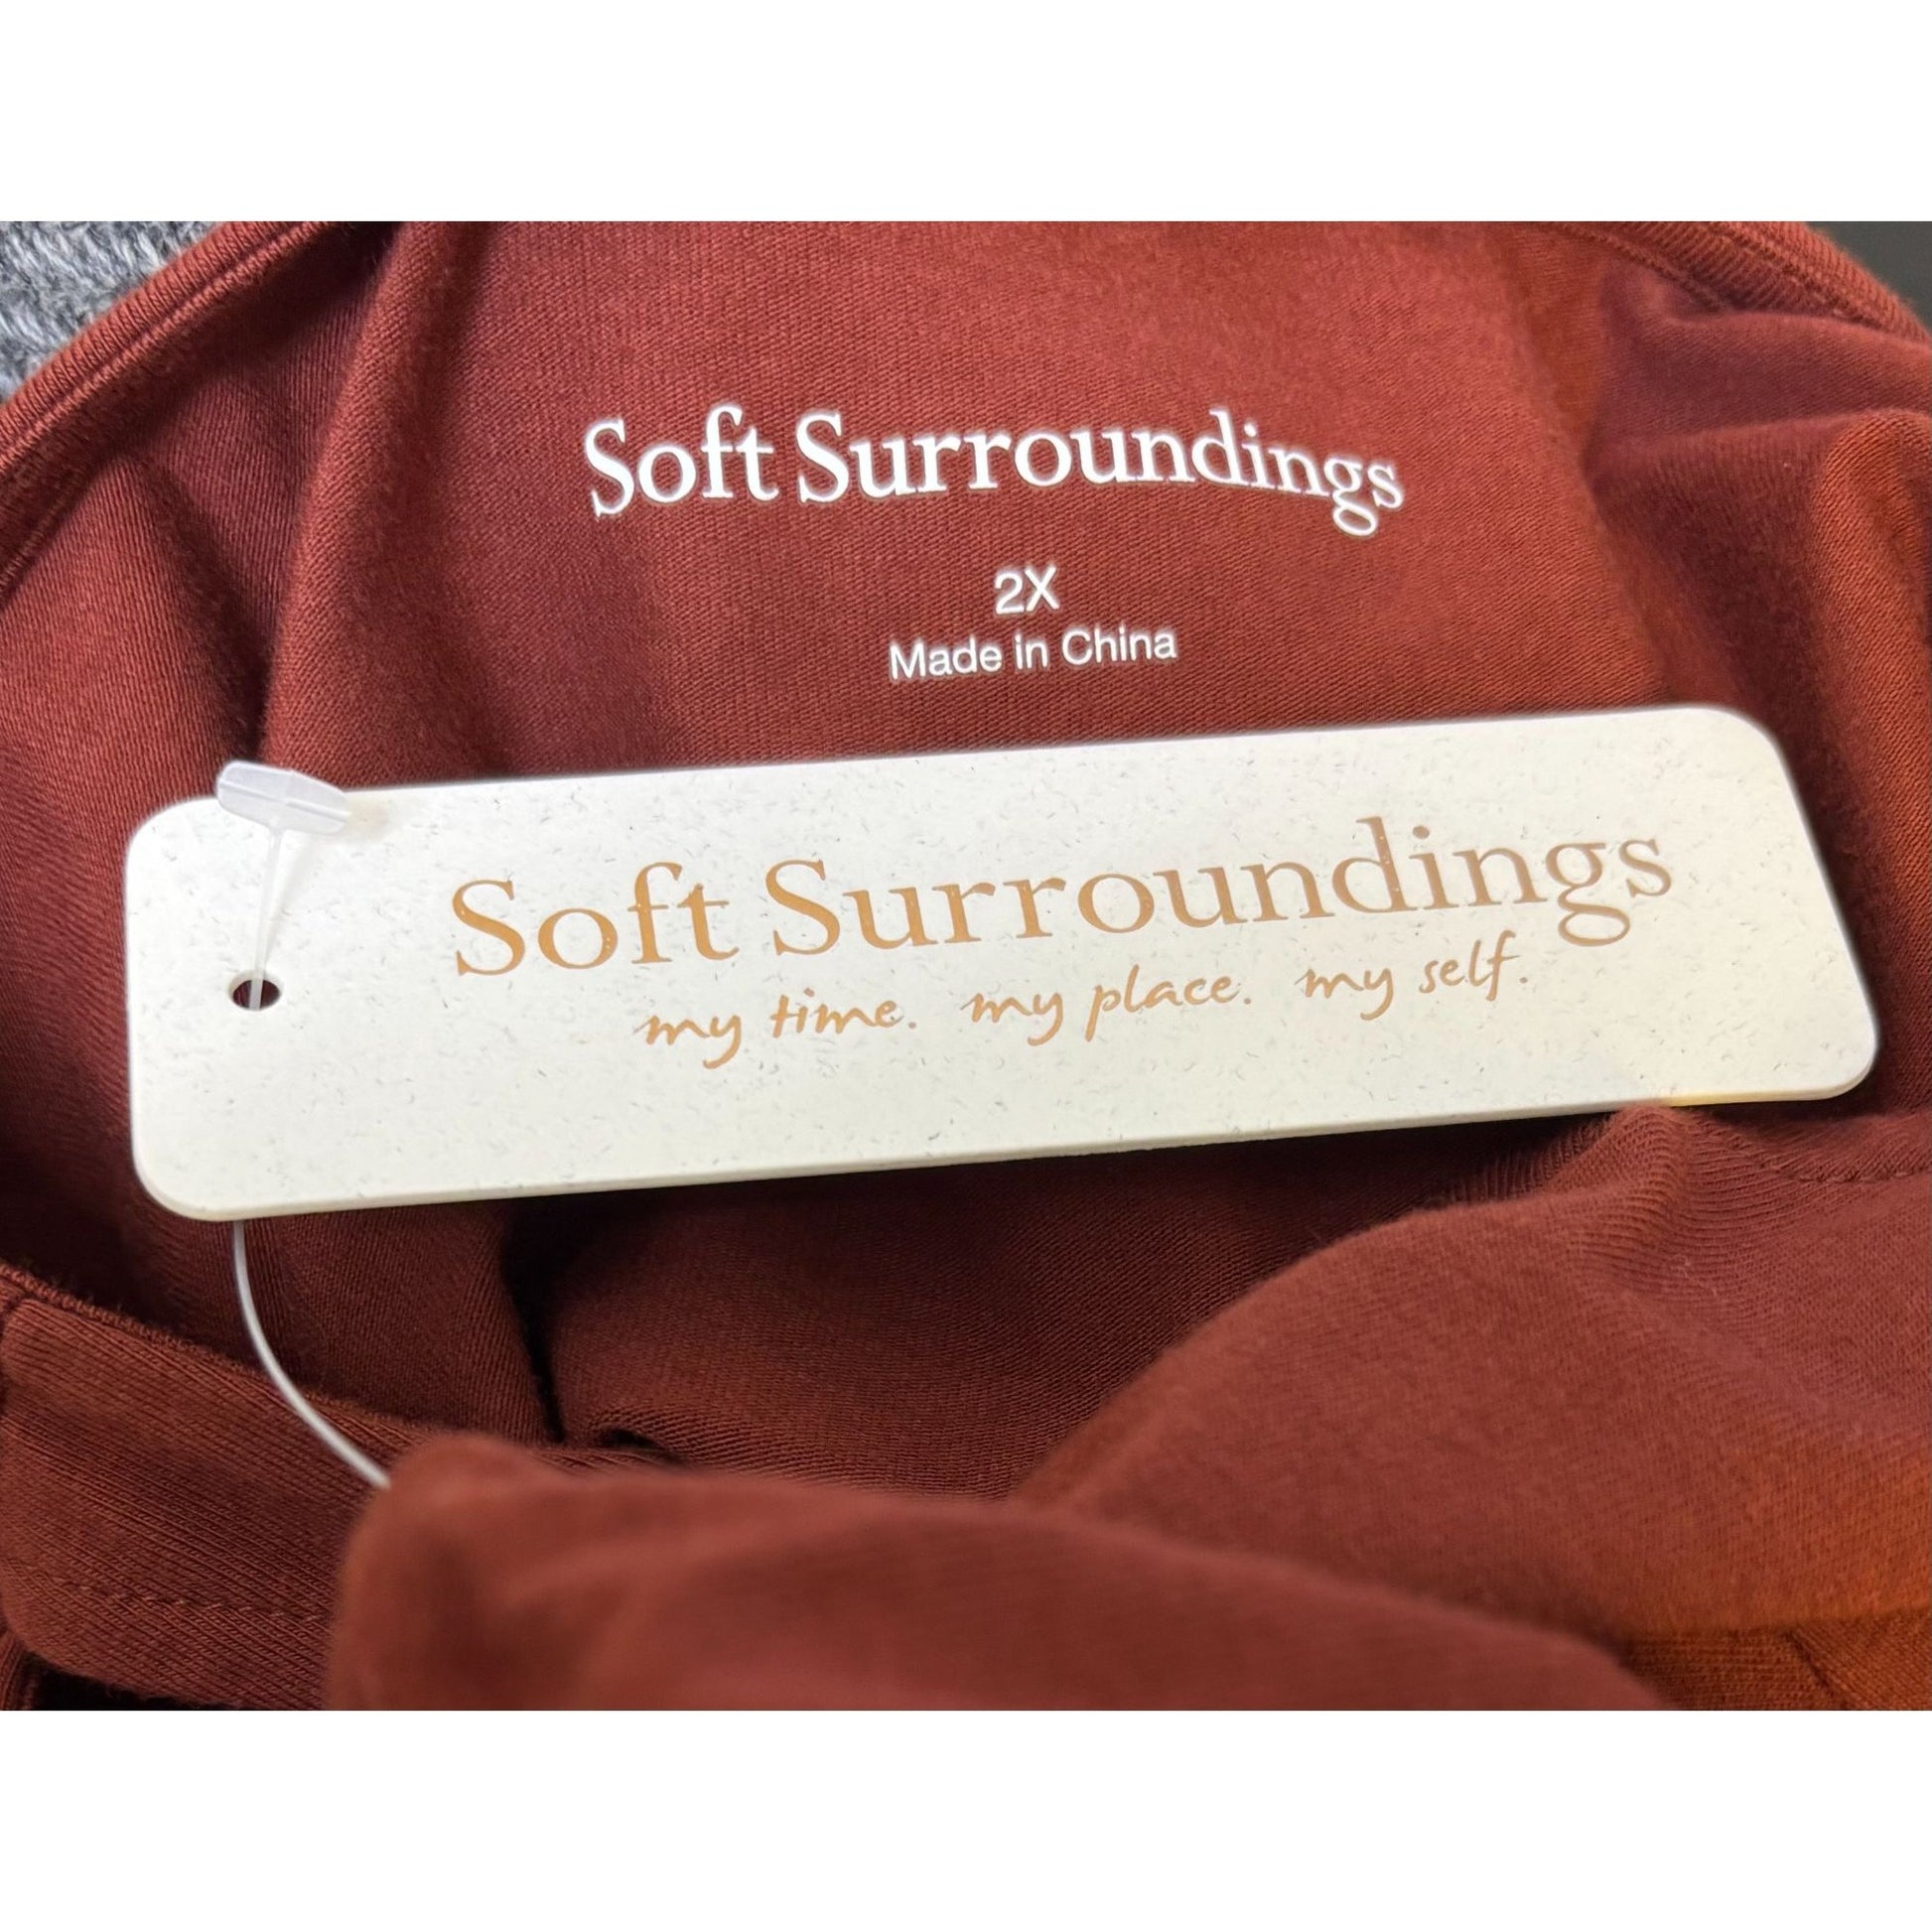 Soft Surroundings
2X
Made in China
Soft Surroundings
my time. my place. my self.